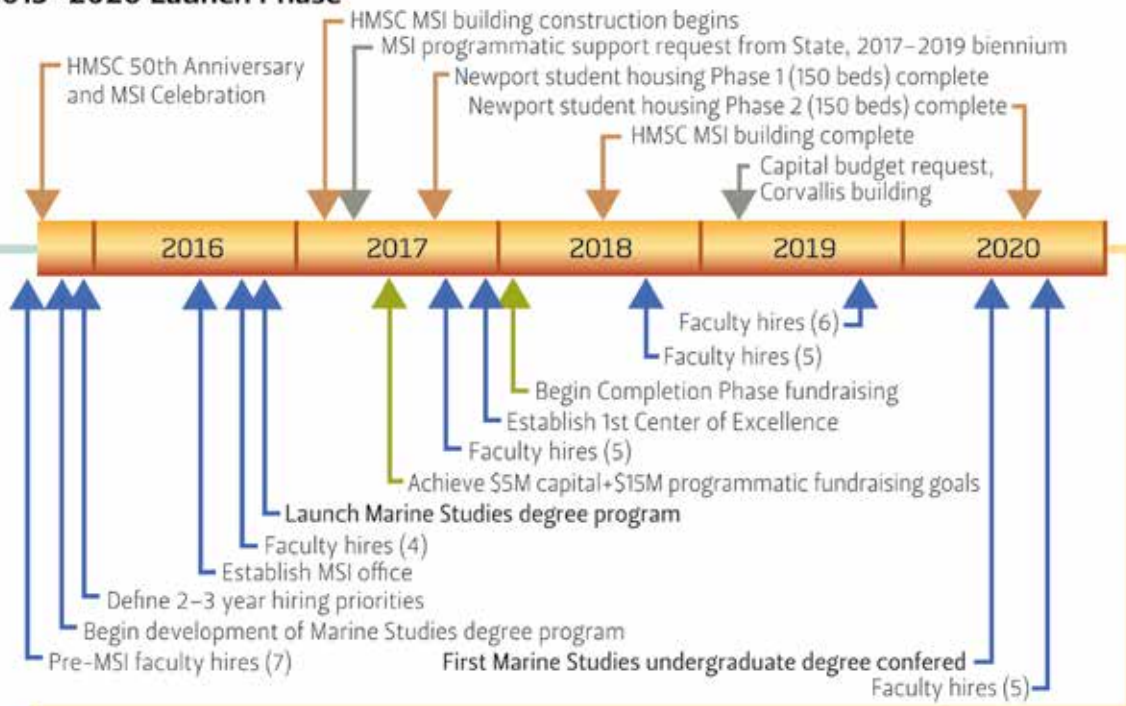 2020 Launch Phase
HMSC MSI building construction begins
MSI programmatic support request from State, 2017–2019 biennium
HMSC 50th Anniversary
and MSI Celebration
Newport student housing Phase 1 (150 beds) complete
Newport student housing Phase 2 (150 beds) complete
HMSC MSI building complete
Capital budget request,
Corvallis building
2016 2017 2018 2019 2020
Faculty hires (6)
Faculty hires (5)
Begin Completion Phase fundraising
Establish 1st Center of Excellence
Faculty hires (5)
Achieve $5M capital+$15M programmatic fundraising goals
Launch Marine Studies degree program
Faculty hires (4)
Establish MSI office
Define 2–3 year hiring priorities
Begin development of Marine Studies degree program
Pre-MSI faculty hires (7)
First Marine Studies undergraduate degree confered
Faculty hires (5)